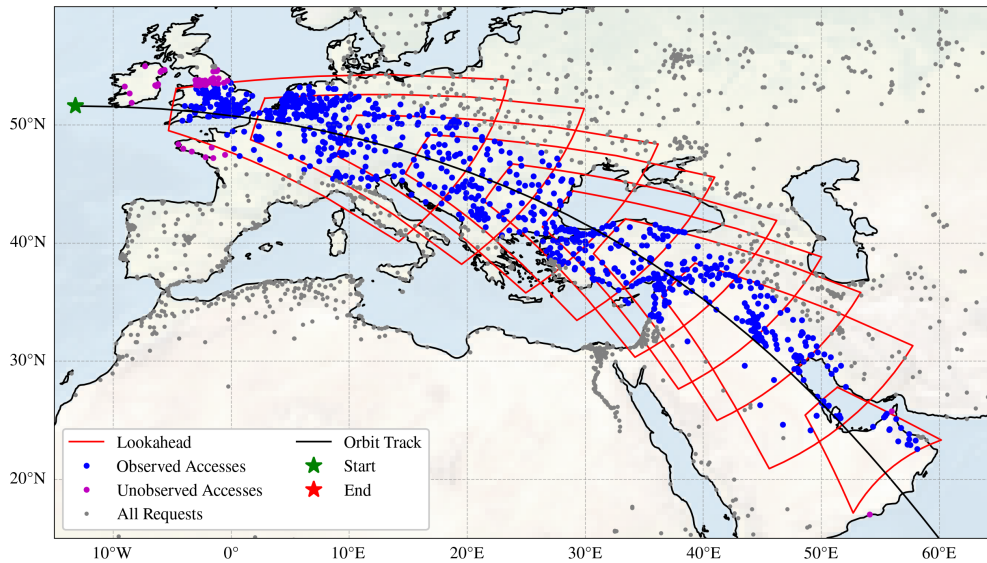 50°N
40°N
30°N
20°N
Lookahead
Observed Accesses
Unobserved Accesses
All Requests
Orbit Track
Start
End
10°W 0° 10°E 20°E 30°E 40°E 50°E 60°E